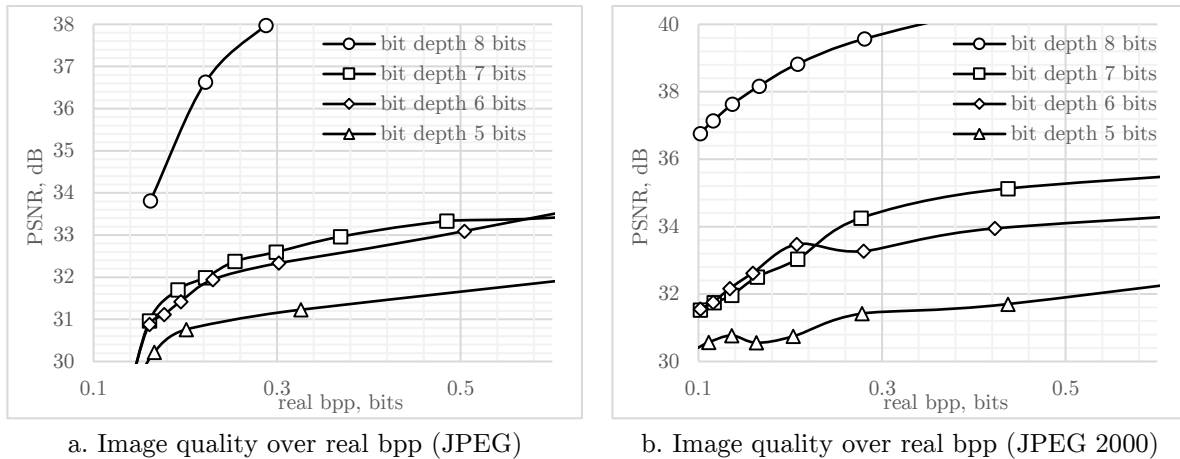 38
37
36
35
34
33
32
31
30
PSNR, dB
bit depth 8 bits
bit depth 7 bits
bit depth 6 bits
bit depth 5 bits
0.1
0.3
0.5
real bpp, bits
a. Image quality over real bpp (JPEG)
40
38
36
34
32
30
PSNR, dB
bit depth 8 bits
bit depth 7 bits
bit depth 6 bits
bit depth 5 bits
0.1
0.3
0.5
real bpp, bits
b. Image quality over real bpp (JPEG 2000)